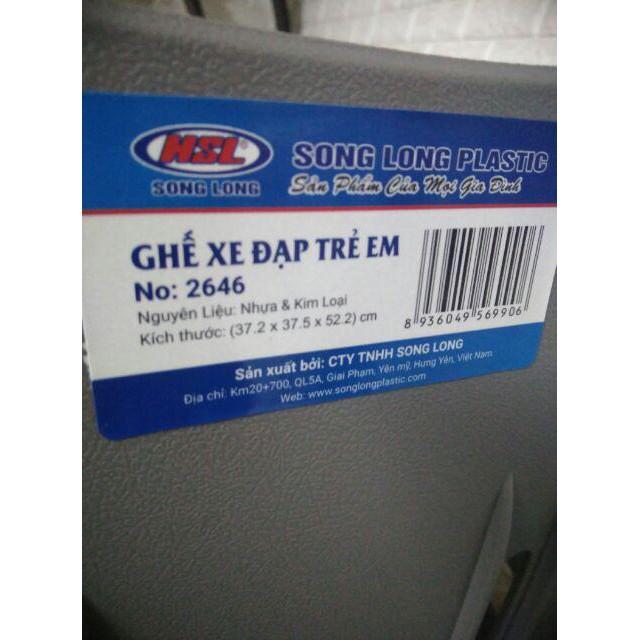 HSL
SONG LONG
SONG LONG PLASTIC
Sản Phẩm Của Mọi Gia Đình
GHẾ XE ĐẠP TRẺ EM
No: 2646
Nguyên Liệu: Nhựa & Kim Loại
Kích thước: (37.2 x 37.5 x 52.2) cm
8 936049 569906
Sản xuất bởi: CTY TNHH SONG LONG
Địa chỉ: Km20+700, QL5A, Giai Phạm, Yên mỹ, Hưng Yên, Việt Nam
Web: www.songlongplastic.com